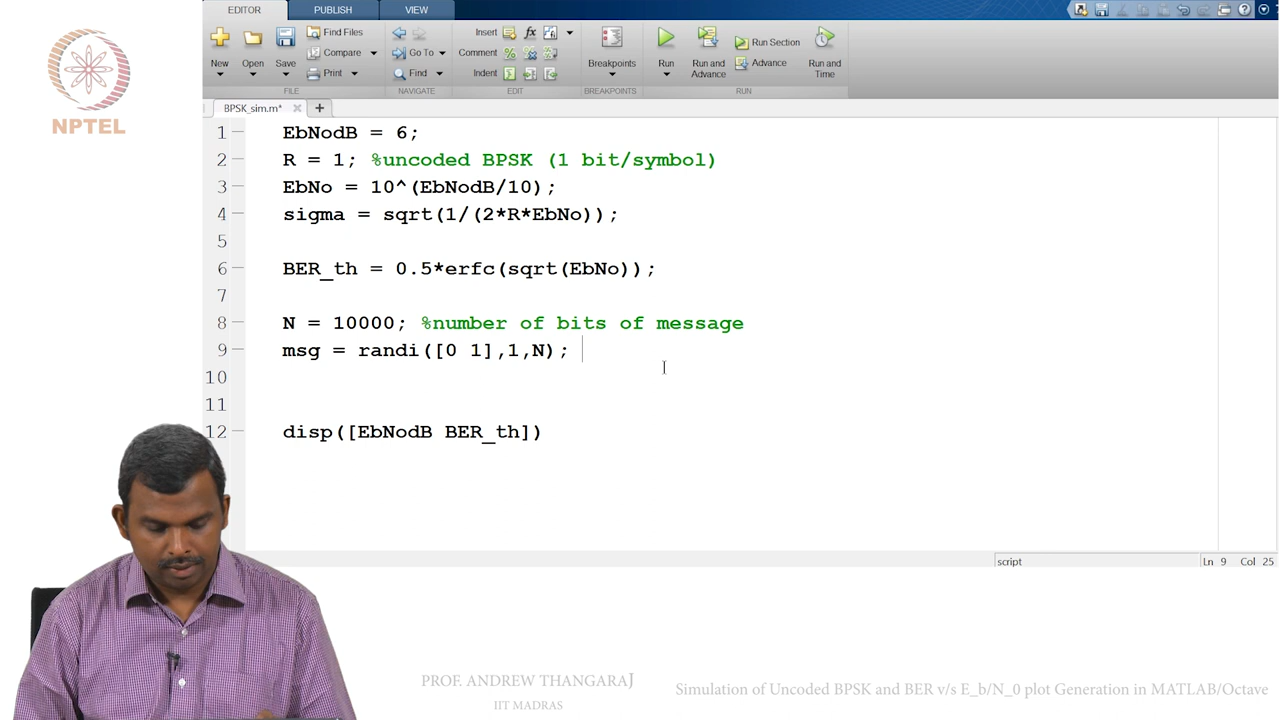 EDITOR PUBLISH VIEW
New Open Save Find Files Compare Print
FILE
Go To Find
NAVIGATE
Insert fx
Comment %
Indent
EDIT
Breakpoints
BREAKPOINTS
Run Run and Advance Run Section Advance Run and Time
RUN
NPTEL
BPSK_sim.m* × +
1 EbNodB = 6;
2 R = 1; %uncoded BPSK (1 bit/symbol)
3 EbNo = 10^(EbNodB/10);
4 sigma = sqrt(1/(2*R*EbNo));
5
6 BER_th = 0.5*erfc(sqrt(EbNo));
7
8 N = 10000; %number of bits of message
9 msg = randi([0 1],1,N);
10
11
12 disp([EbNodB BER_th])
script Ln 9 Col 25
PROF. ANDREW THANGARAJ
IIT MADRAS
Simulation of Uncoded BPSK and BER v/s E_b/N_0 plot Generation in MATLAB/Octave